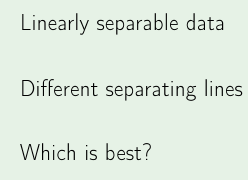 Linearly separable data
Different separating lines
Which is best?